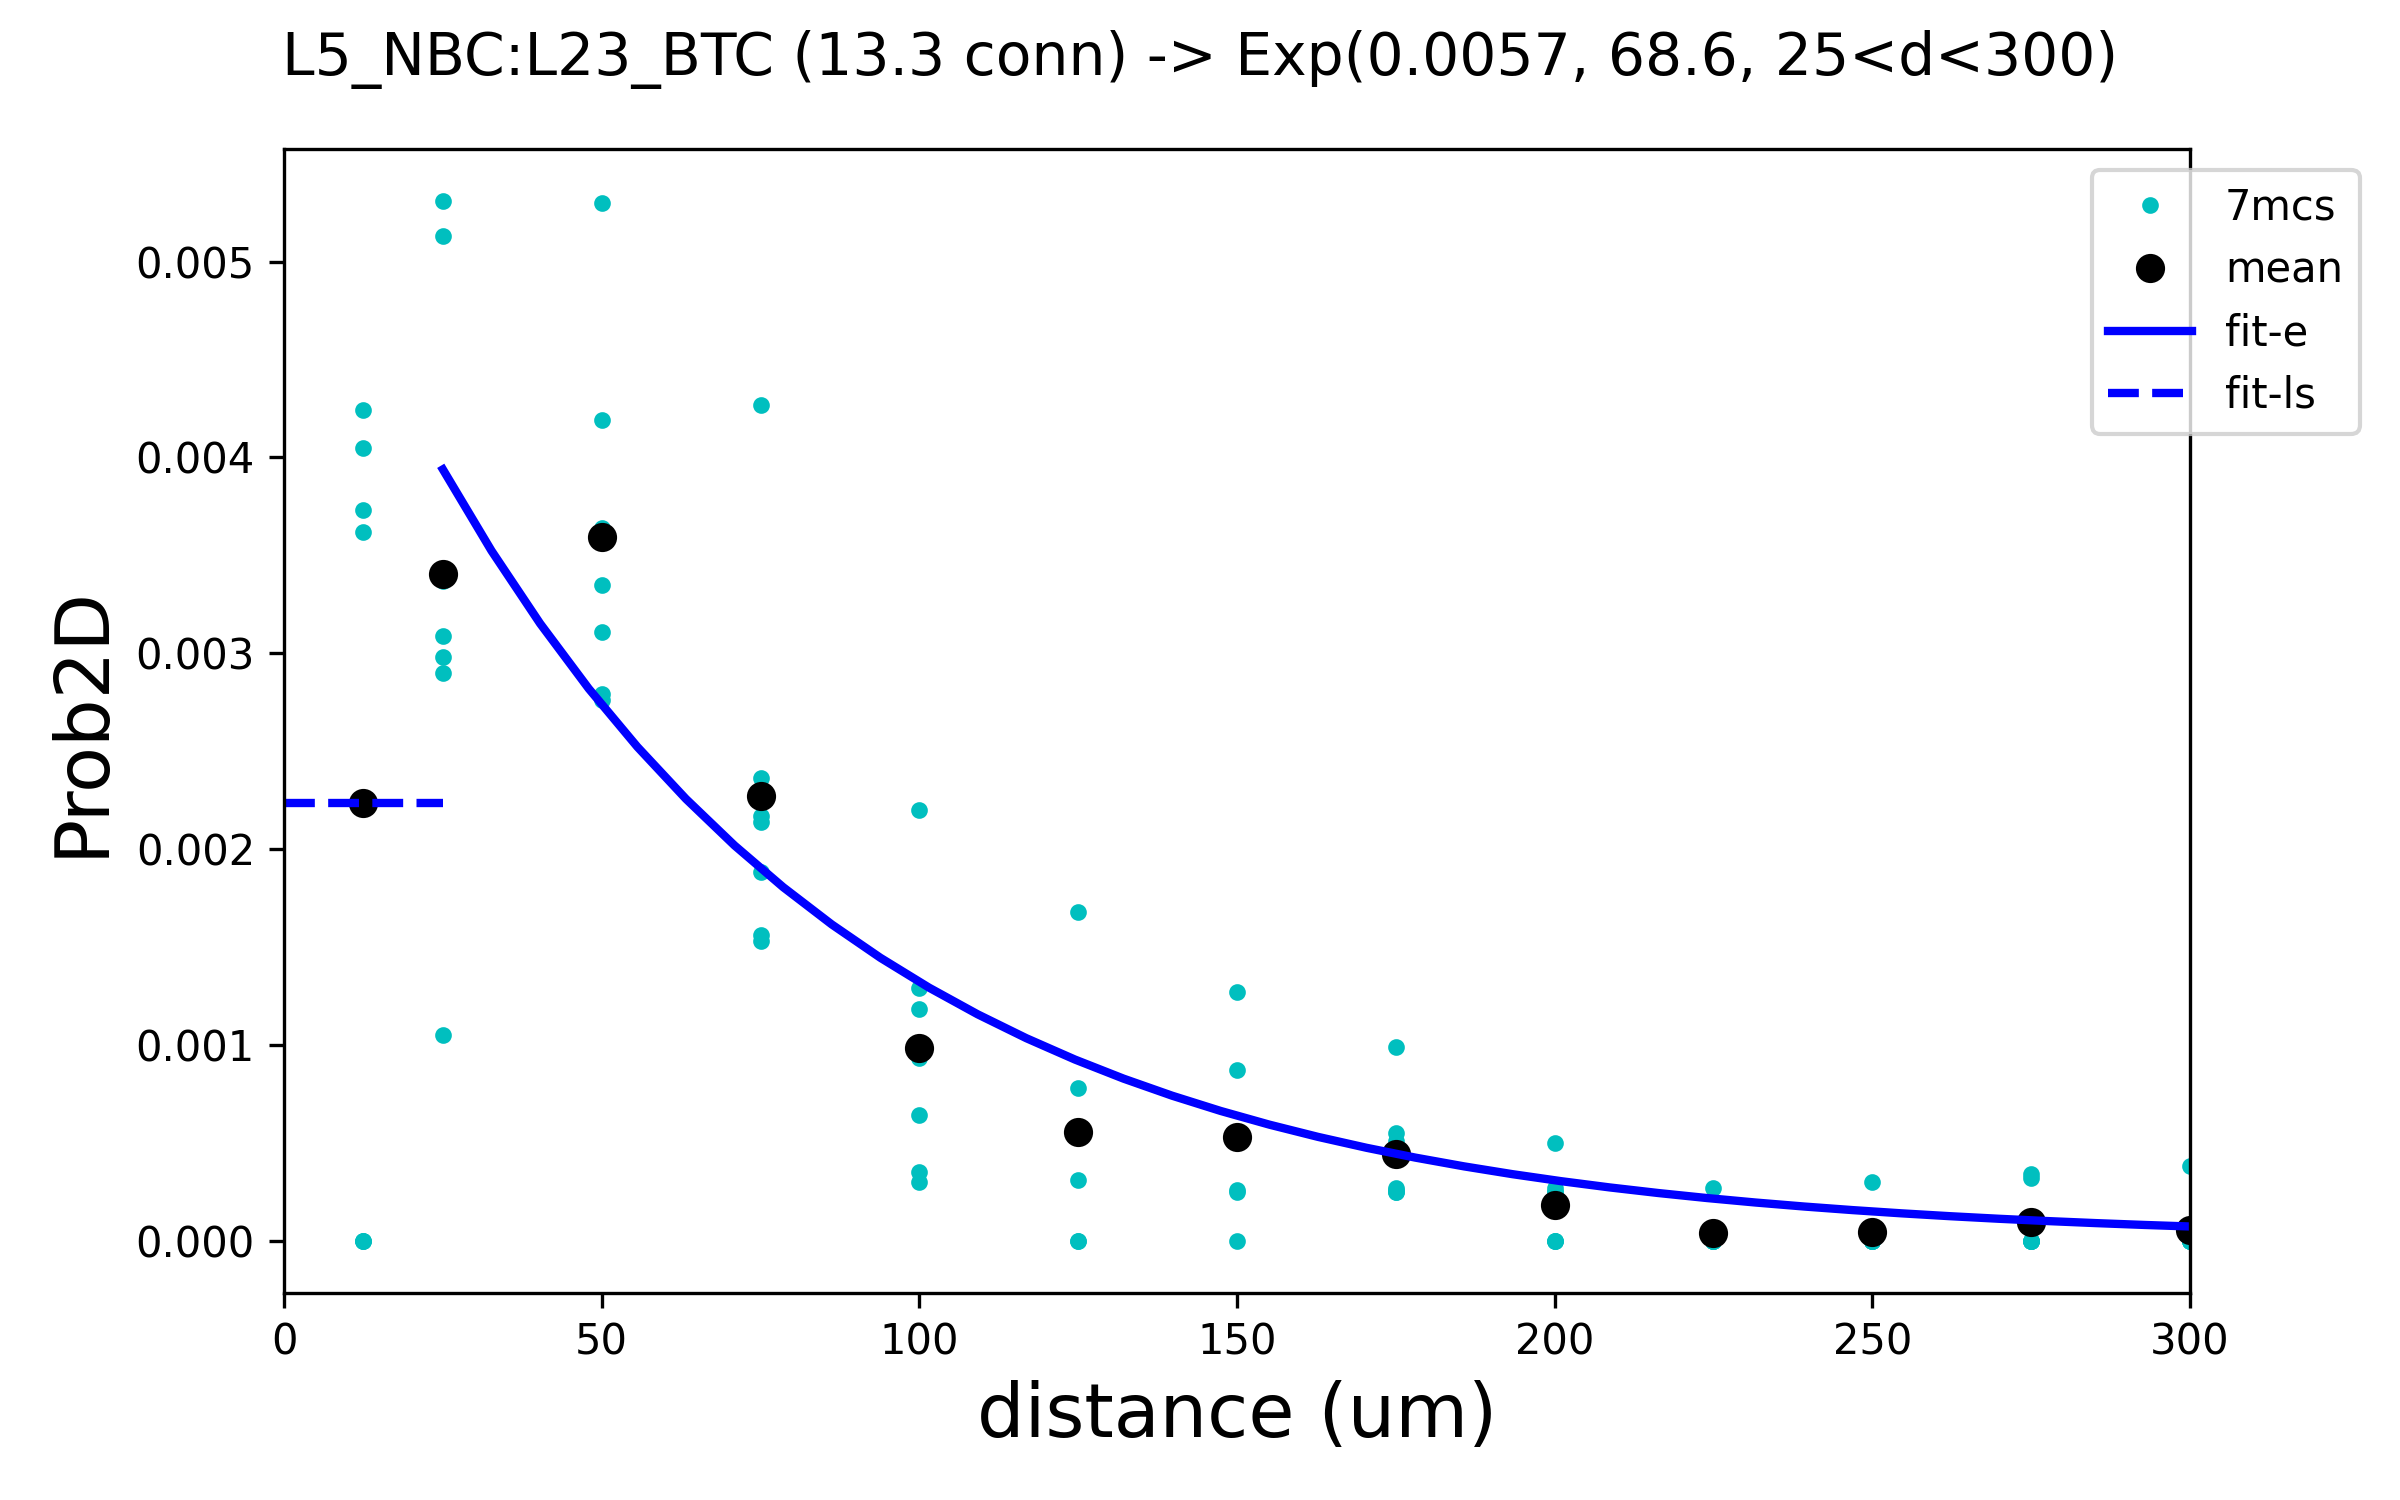 L5_NBC:L23_BTC (13.3 conn) -> Exp(0.0057, 68.6, 25<d<300)
7mcs
mean
fit-e
fit-ls
Prob2D
0.005
0.004
0.003
0.002
0.001
0.000
0 50 100 150 200 250 300
distance (um)